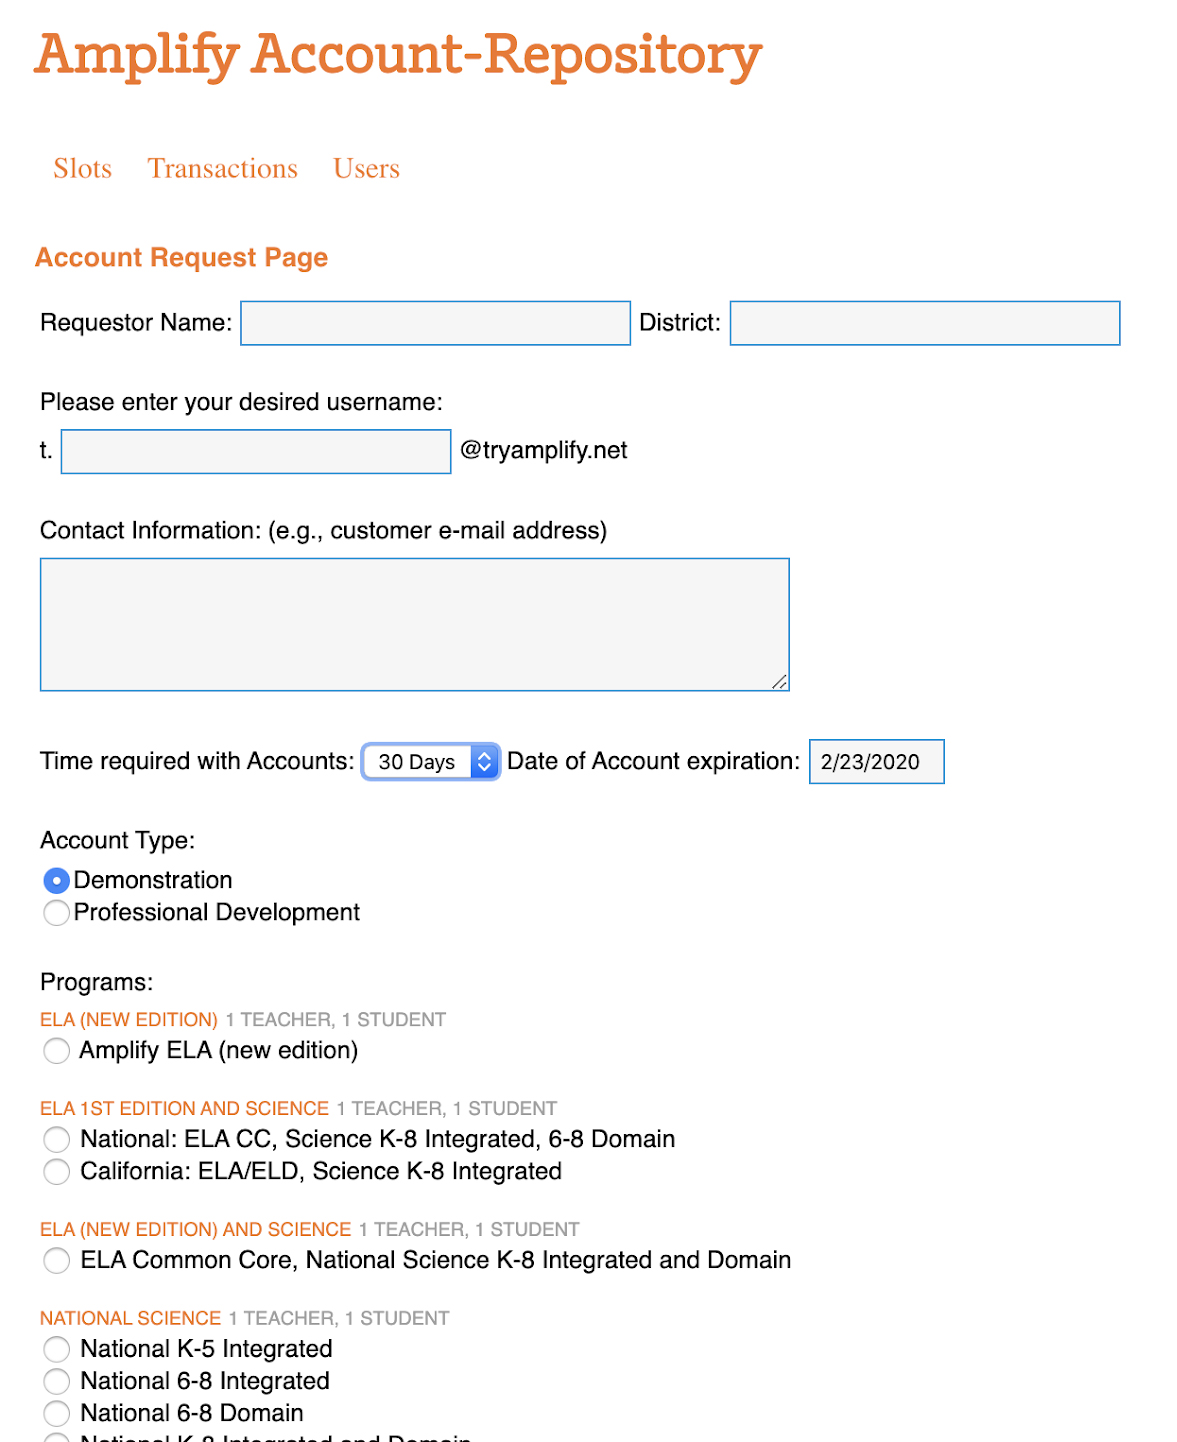 Amplify Account-Repository
Slots Transactions Users
Account Request Page
Requestor Name: District:
Please enter your desired username:
t. @tryamplify.net
Contact Information: (e.g., customer e-mail address)
Time required with Accounts: 30 Days Date of Account expiration: 2/23/2020
Account Type:
Demonstration
Professional Development
Programs:
ELA (NEW EDITION) 1 TEACHER, 1 STUDENT
Amplify ELA (new edition)
ELA 1ST EDITION AND SCIENCE 1 TEACHER, 1 STUDENT
National: ELA CC, Science K-8 Integrated, 6-8 Domain
California: ELA/ELD, Science K-8 Integrated
ELA (NEW EDITION) AND SCIENCE 1 TEACHER, 1 STUDENT
ELA Common Core, National Science K-8 Integrated and Domain
NATIONAL SCIENCE 1 TEACHER, 1 STUDENT
National K-5 Integrated
National 6-8 Integrated
National 6-8 Domain
National K-8 Integrated and Domain